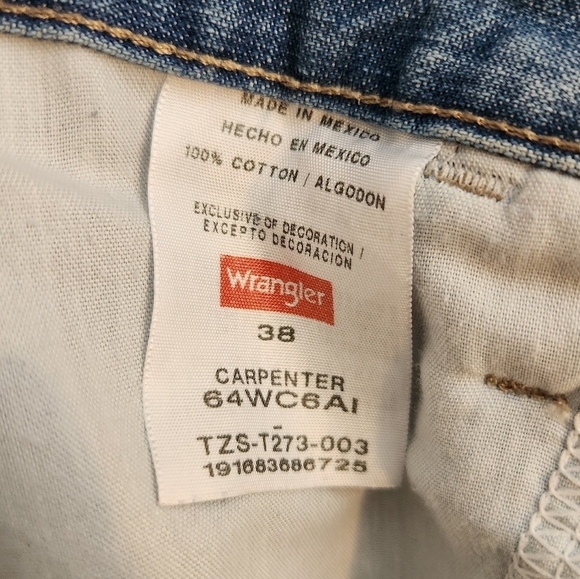 MADE IN MEXICO
HECHO EN MEXICO
100% COTTON / ALGODON
EXCLUSIVE OF DECORATION /
EXCEPTO DECORACION
Wrangler
38
CARPENTER
64WC6AI
TZS-T273-003
191683686725